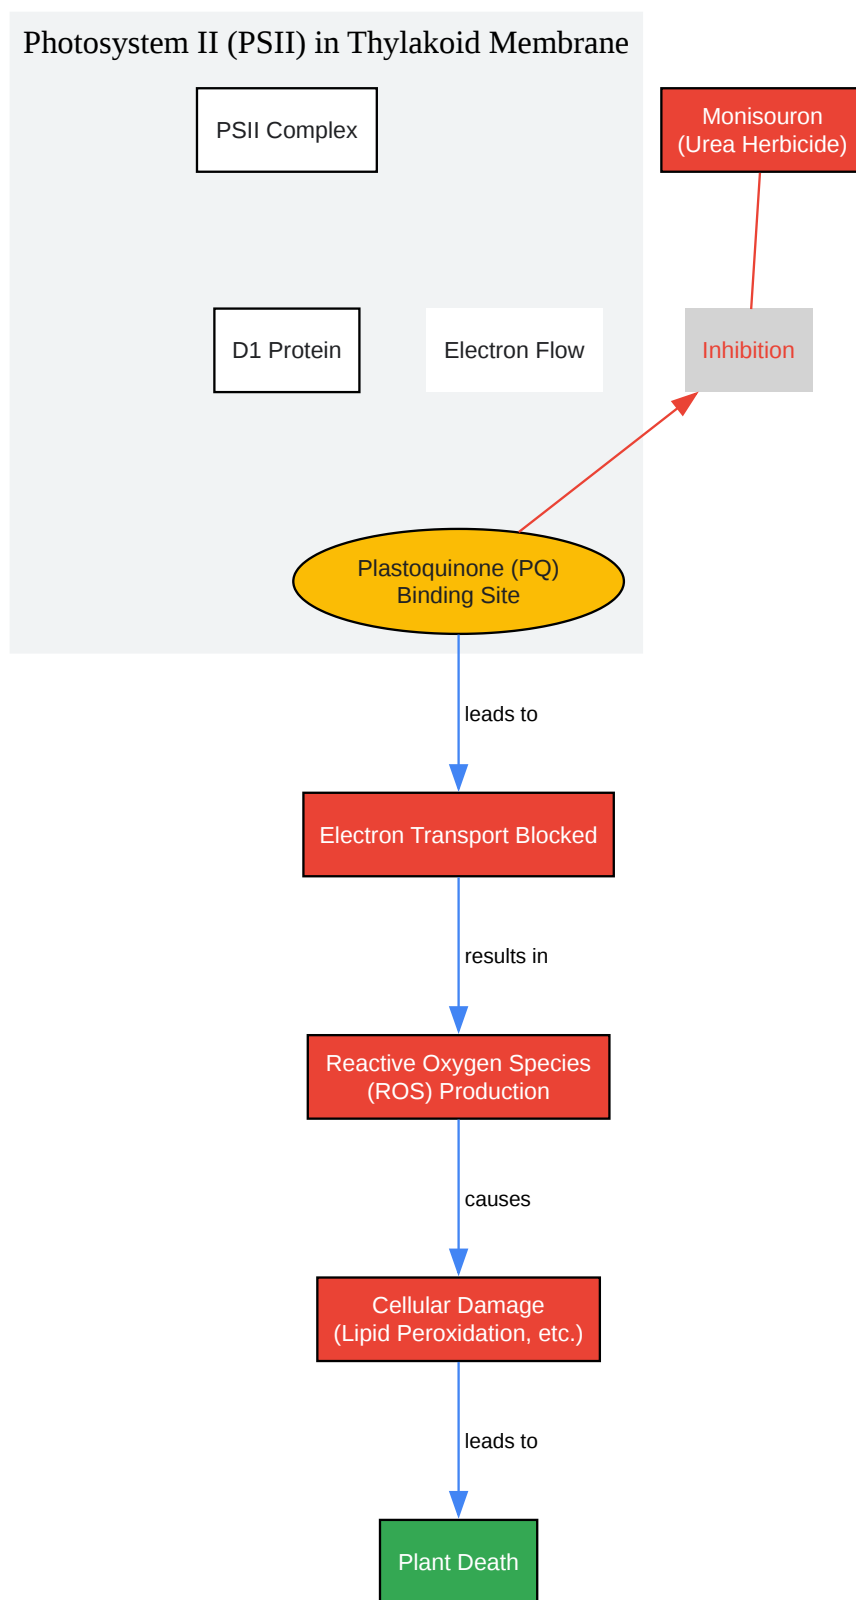 Photosystem II (PSII) in Thylakoid Membrane
PSII Complex
Monisouron
(Urea Herbicide)
D1 Protein
Electron Flow
Inhibition
Plastoquinone (PQ)
Binding Site
leads to
Electron Transport Blocked
results in
Reactive Oxygen Species
(ROS) Production
causes
Cellular Damage
(Lipid Peroxidation, etc.)
leads to
Plant Death